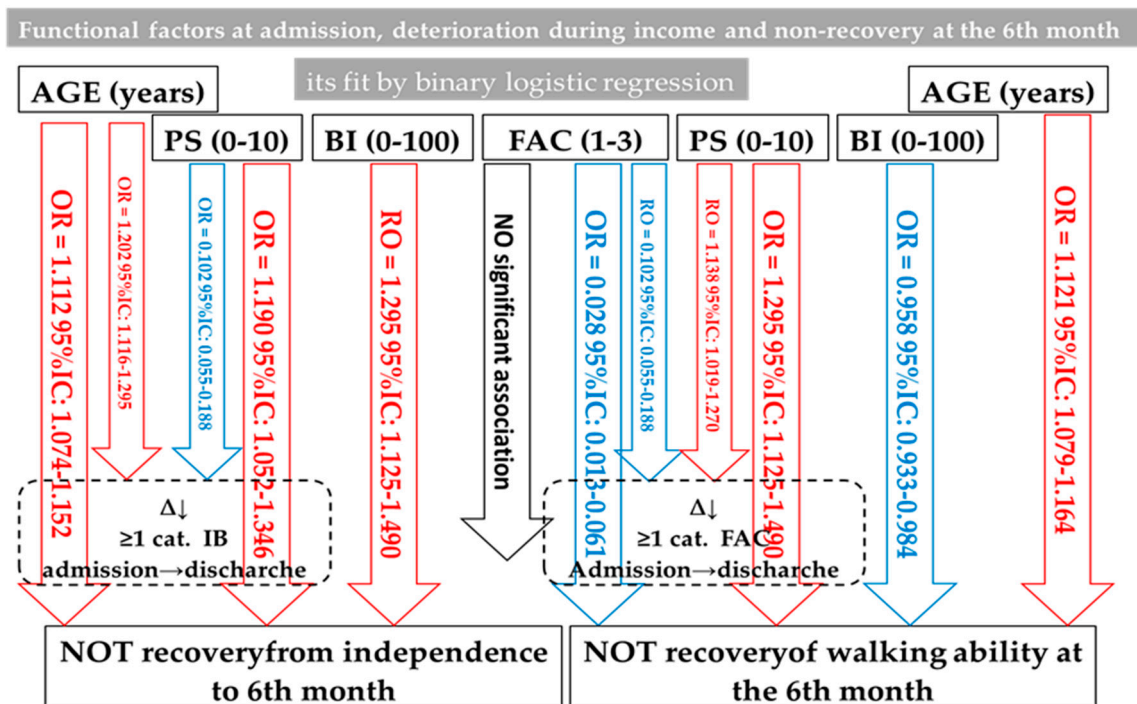 Functional factors at admission, deterioration during income and non-recovery at the 6th month
its fit by binary logistic regression
AGE (years)
AGE (years)
PS (0-10)
BI (0-100)
FAC (1-3)
PS (0-10)
BI (0-100)
OR = 1.112 95%IC: 1.074-1.152
OR = 1.202 95%IC: 1.116-1.295
OR = 0.102 95%IC: 0.055-0.188
OR = 1.190 95%IC: 1.052-1.346
RO = 1.295 95%IC: 1.125-1.490
NO significant association
OR = 0.028 95%IC: 0.013-0.061
RO = 0.102 95%IC: 0.055-0.188
RO = 1.138 95%IC: 1.019-1.270
OR = 1.295 95%IC: 1.125-1.490
OR = 0.958 95%IC: 0.933-0.984
OR = 1.121 95%IC: 1.079-1.164
Δ↓
≥1 cat. IB
admission→discharche
Δ↓
≥1 cat. FAC
Admission→discharche
NOT recoveryfrom independence
to 6th month
NOT recoveryof walking ability at
the 6th month